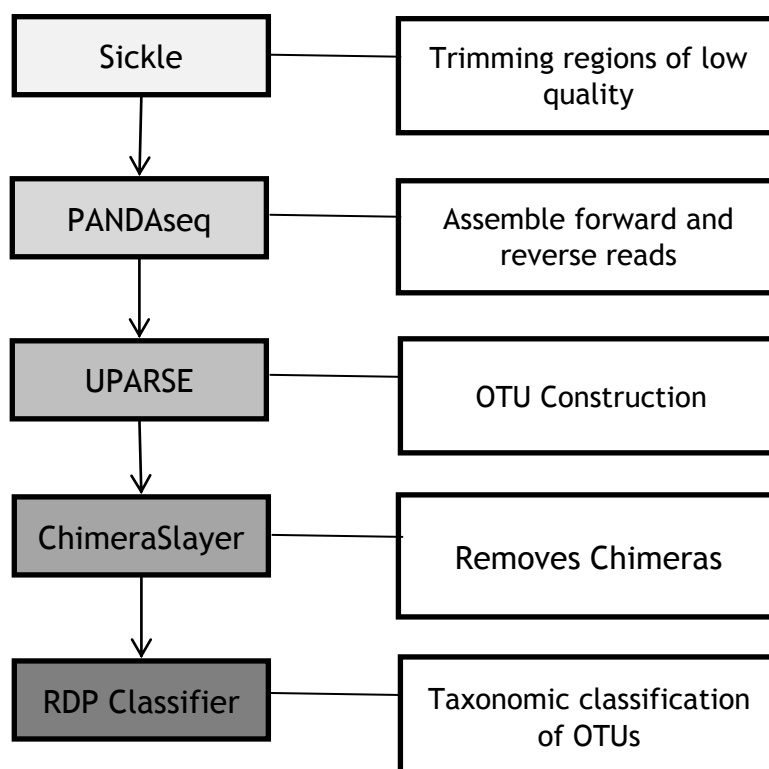 Sickle
Trimming regions of low
quality
PANDAseq
Assemble forward and
reverse reads
UPARSE
OTU Construction
ChimeraSlayer
Removes Chimeras
RDP Classifier
Taxonomic classification
of OTUs